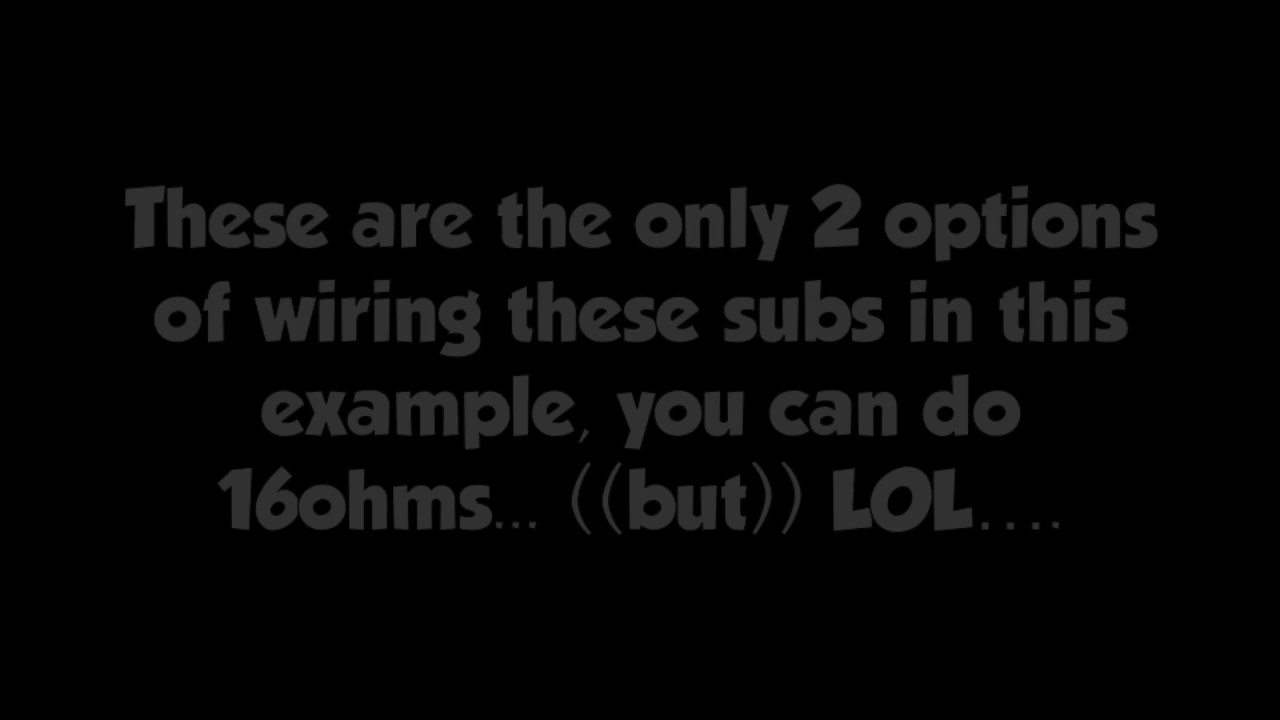 These are the only 2 options
of wiring these subs in this
example, you can do
16ohms... ((but)) LOL....